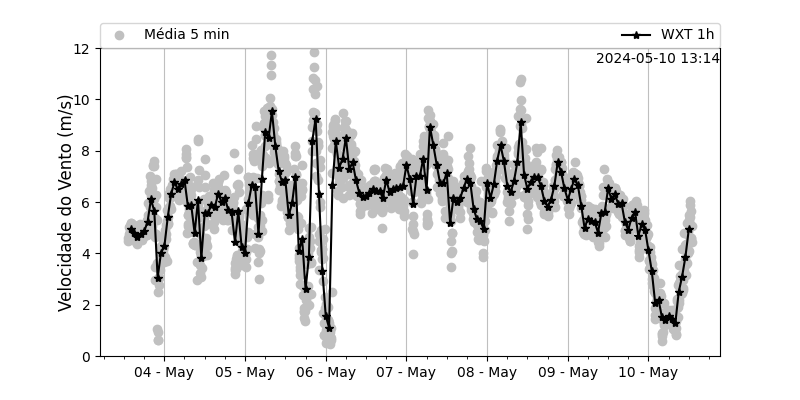 Média 5 min
WXT 1h
2024-05-10 13:14
Velocidade do Vento (m/s)
12
10
8
6
4
2
0
04 - May
05 - May
06 - May
07 - May
08 - May
09 - May
10 - May